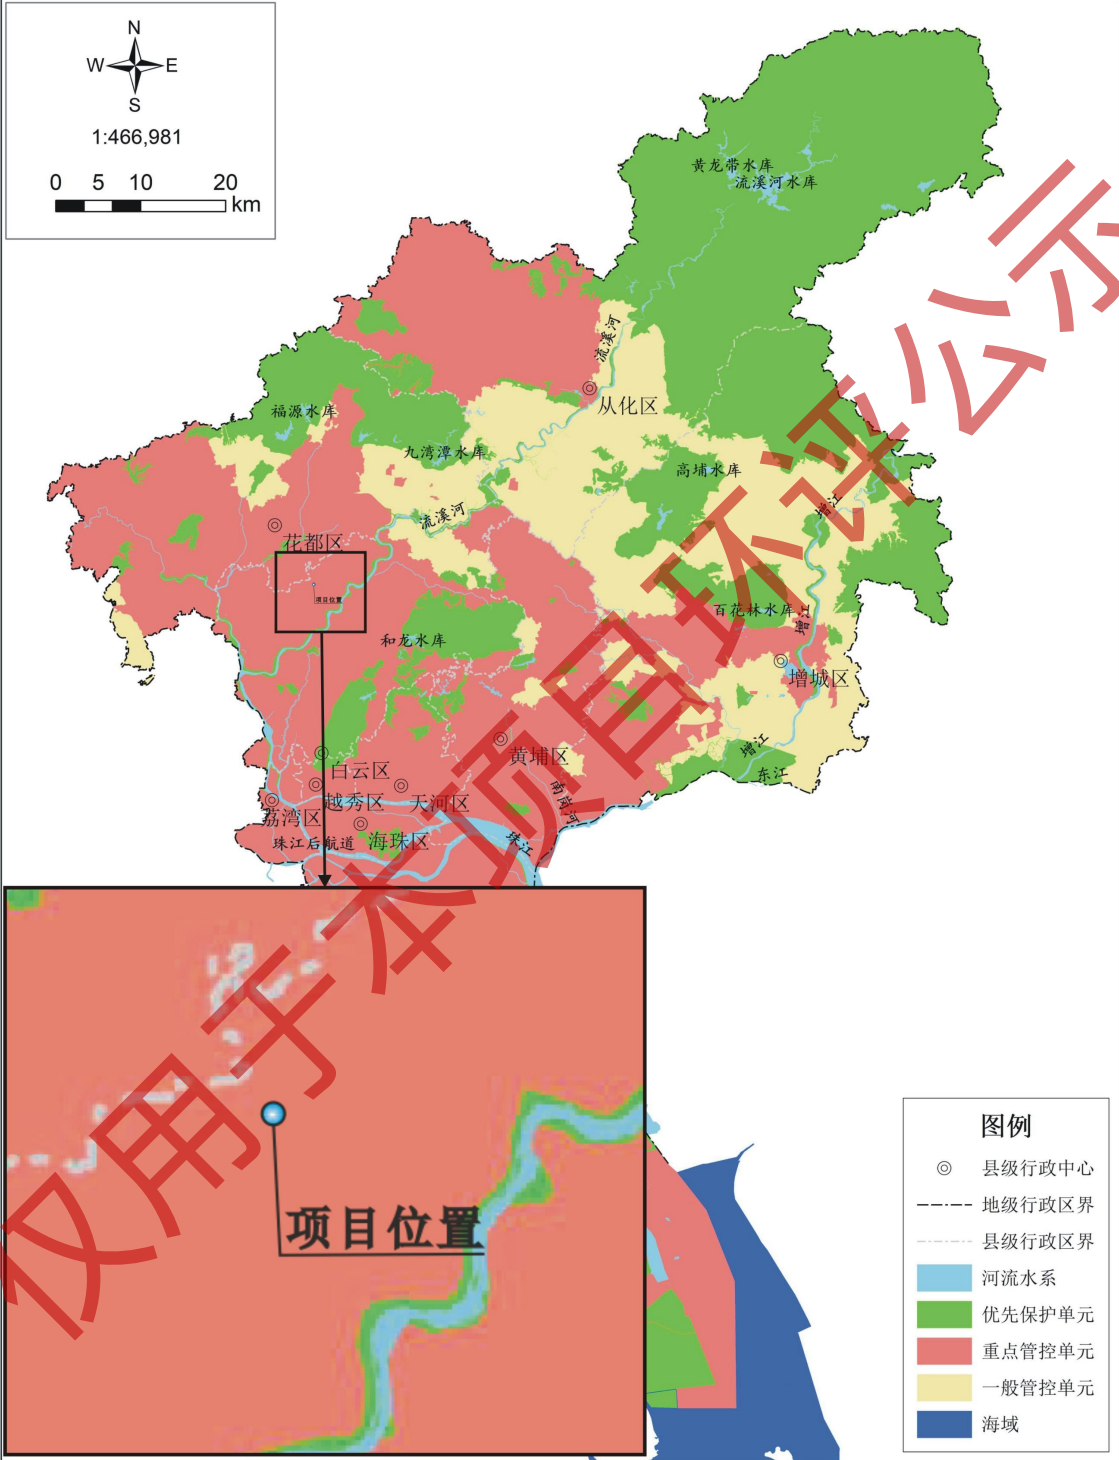 N
W E
S
1:466,981
0 5 10 20
km
黄龙带水库
流溪河水库
流溪河
从化区
福源水库
九湾潭水库
高埔水库
流溪河
增江
花都区
项目位置
百花林水库
增江
和龙水库
增城区
黄埔区
增江
东江
白云区
越秀区
天河区
南岗河
荔湾区
珠江后航道
海珠区
珠江
项目位置
仅用于本项目环评公示
图例
县级行政中心
地级行政区界
县级行政区界
河流水系
优先保护单元
重点管控单元
一般管控单元
海域